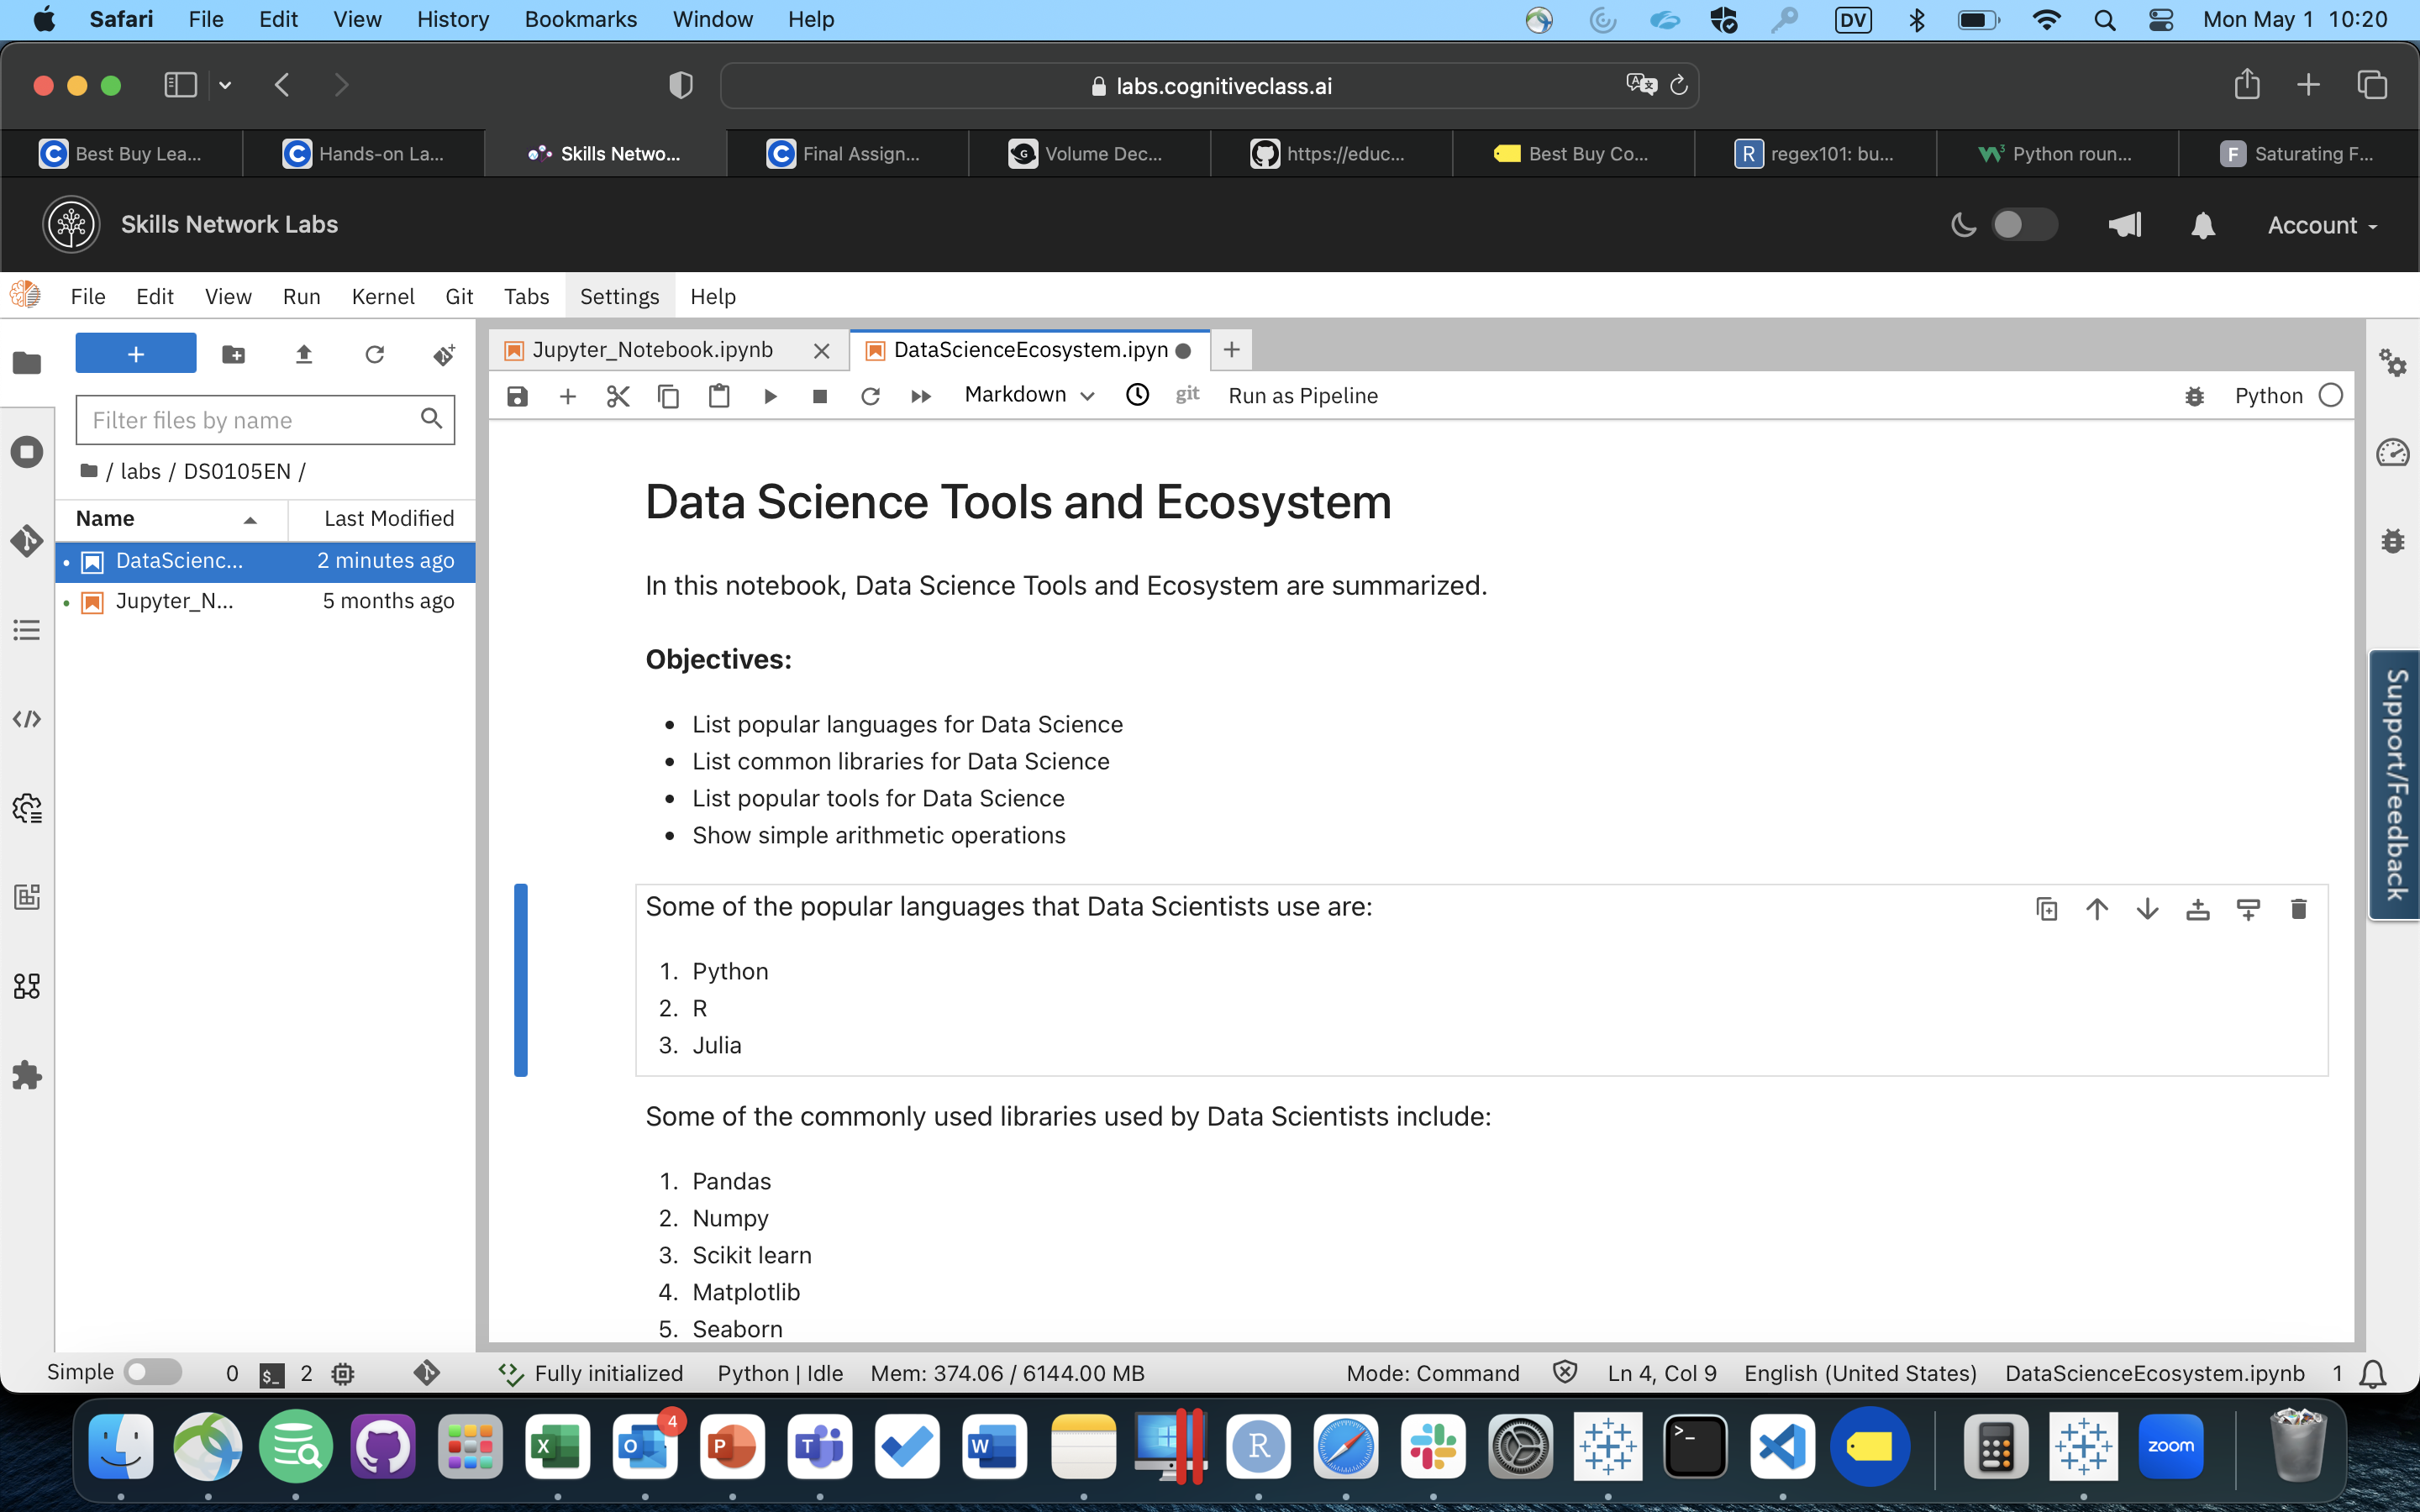 Safari File Edit View History Bookmarks Window Help DV Mon May 1 10:20
labs.cognitiveclass.ai
Best Buy Lea... Hands-on La... Skills Netwo... Final Assign... Volume Dec... https://educ... Best Buy Co... regex101: bu... Python roun... Saturating F...
Skills Network Labs Account
File Edit View Run Kernel Git Tabs Settings Help
Jupyter_Notebook.ipynb DataScienceEcosystem.ipyn
Markdown git Run as Pipeline Python
Filter files by name
/ labs / DS0105EN /
Name Last Modified
DataScienc... 2 minutes ago
Jupyter_N... 5 months ago
Data Science Tools and Ecosystem
In this notebook, Data Science Tools and Ecosystem are summarized.
Objectives:
• List popular languages for Data Science
• List common libraries for Data Science
• List popular tools for Data Science
• Show simple arithmetic operations
Some of the popular languages that Data Scientists use are:
1. Python
2. R
3. Julia
Some of the commonly used libraries used by Data Scientists include:
1. Pandas
2. Numpy
3. Scikit learn
4. Matplotlib
5. Seaborn
Support/Feedback
Simple 0 $_ 2 Fully initialized Python | Idle Mem: 374.06 / 6144.00 MB Mode: Command Ln 4, Col 9 English (United States) DataScienceEcosystem.ipynb 1
X O 4 P T W R >_ zoom